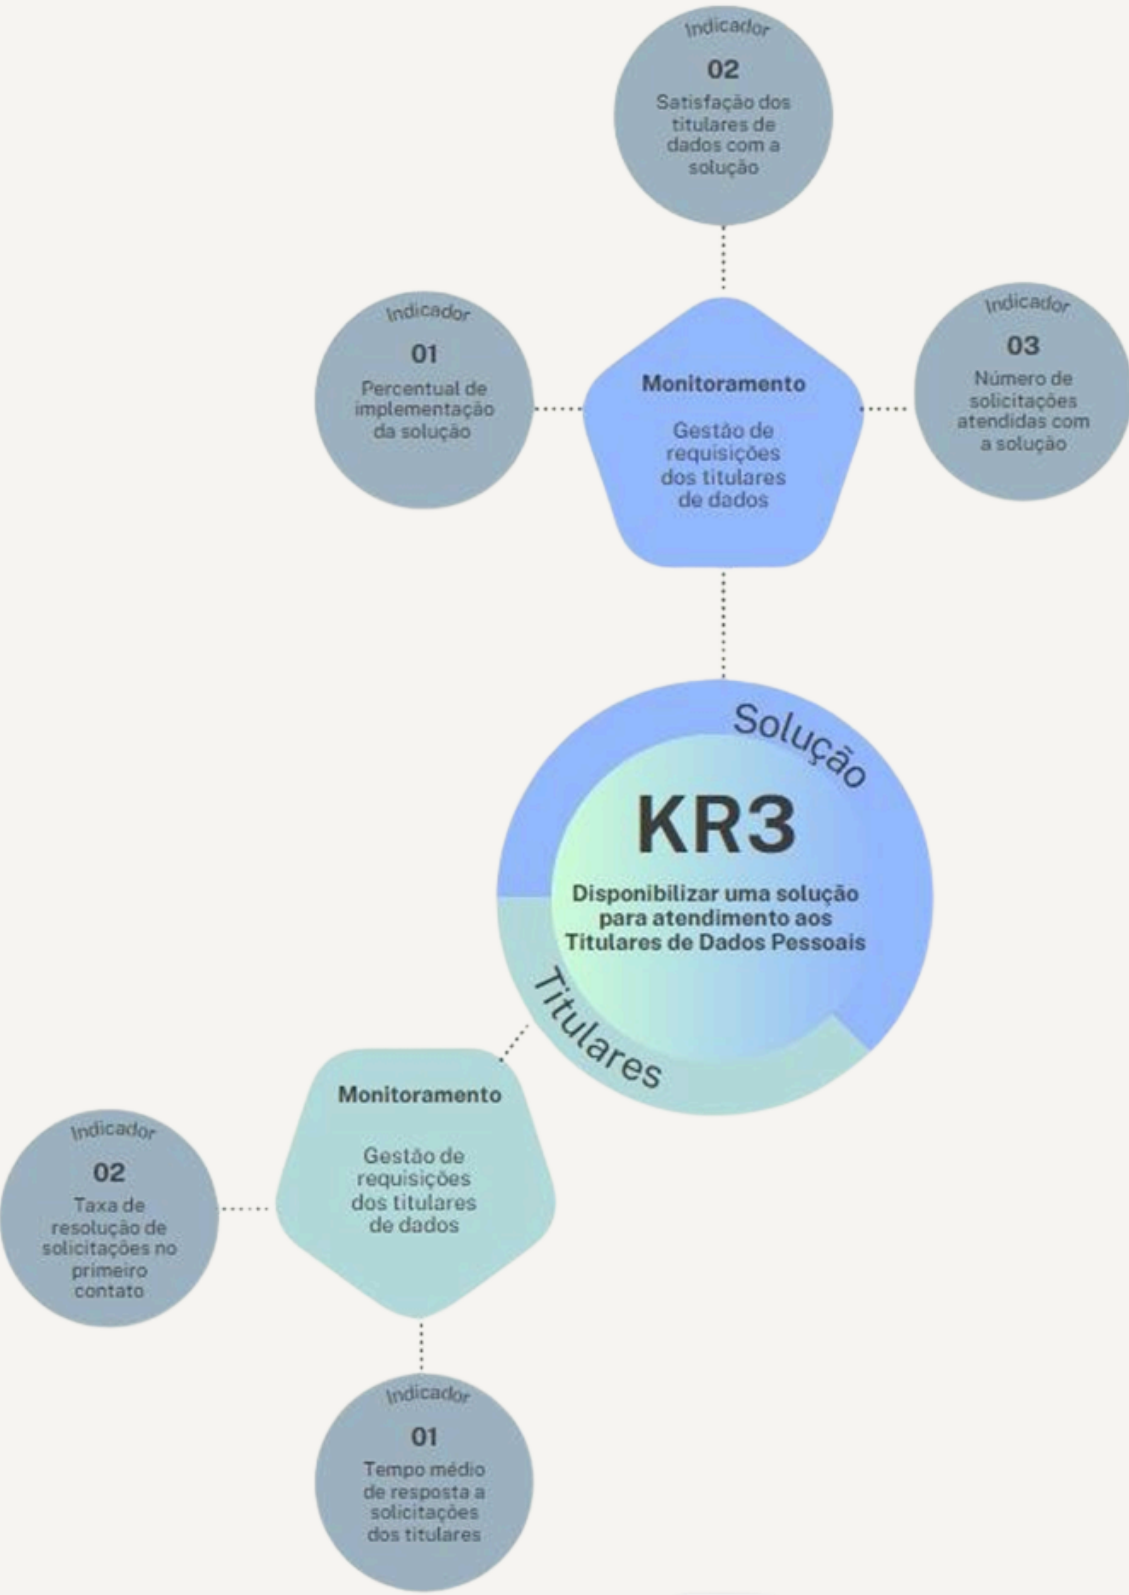 Indicador
02
Satisfação dos
titulares de
dados com a
solução
Indicador
01
Percentual de
implementação
da solução
Monitoramento
Gestão de
requisições
dos titulares
de dados
Indicador
03
Número de
solicitações
atendidas com
a solução
Solução
KR3
Disponibilizar uma solução
para atendimento aos
Titulares de Dados Pessoais
Titulares
Monitoramento
Gestão de
requisições
dos titulares
de dados
Indicador
02
Taxa de
resolução de
solicitações no
primeiro
contato
Indicador
01
Tempo médio
de resposta a
solicitações
dos titulares